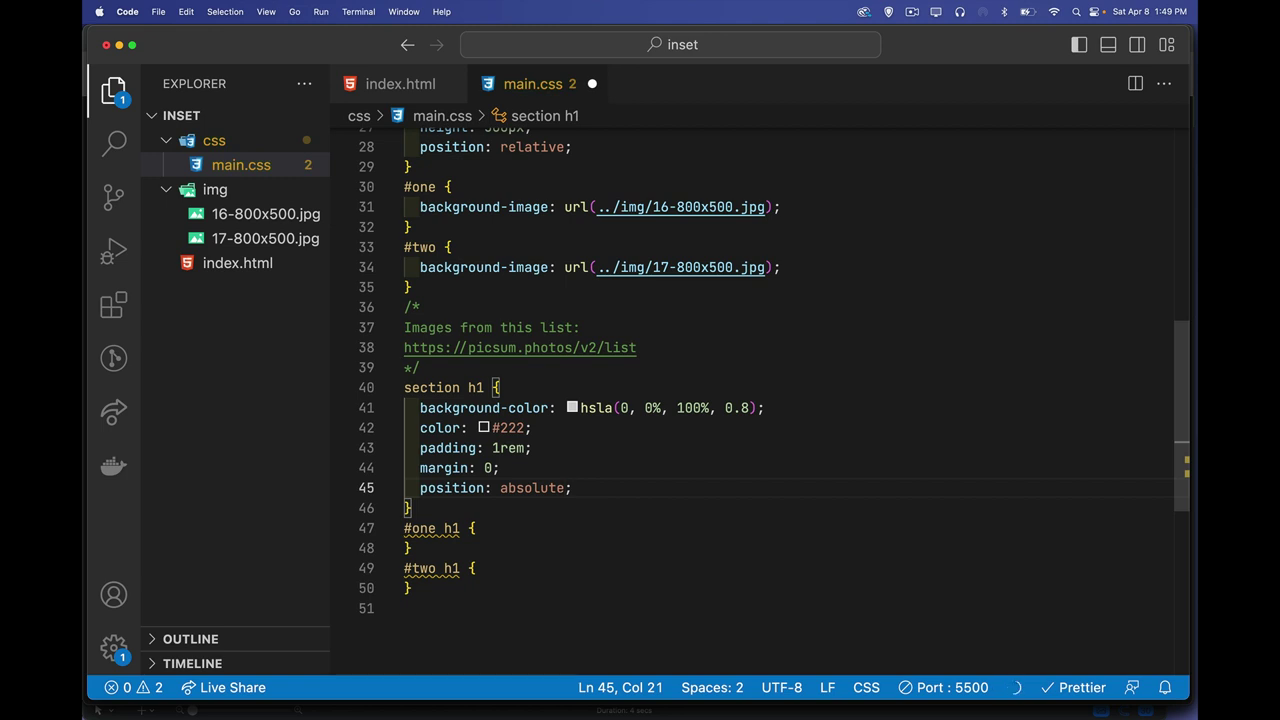 Code File Edit Selection View Go Run Terminal Window Help Sat Apr 8 1:49 PM
inset
EXPLORER
index.html
main.css 2
INSET
css
main.css 2
img
16-800x500.jpg
17-800x500.jpg
index.html
OUTLINE
TIMELINE
1
1
css > main.css > section h1
27 height: 500px;
28 position: relative;
29 }
30 #one {
31 background-image: url(../img/16-800x500.jpg);
32 }
33 #two {
34 background-image: url(../img/17-800x500.jpg);
35 }
36 /*
37 Images from this list:
38 https://picsum.photos/v2/list
39 */
40 section h1 {
41 background-color: hsla(0, 0%, 100%, 0.8);
42 color: #222;
43 padding: 1rem;
44 margin: 0;
45 position: absolute;
46 }
47 #one h1 {
48 }
49 #two h1 {
50 }
51
0 2 Live Share Ln 45, Col 21 Spaces: 2 UTF-8 LF CSS Port : 5500 Prettier
Duration: 4 secs